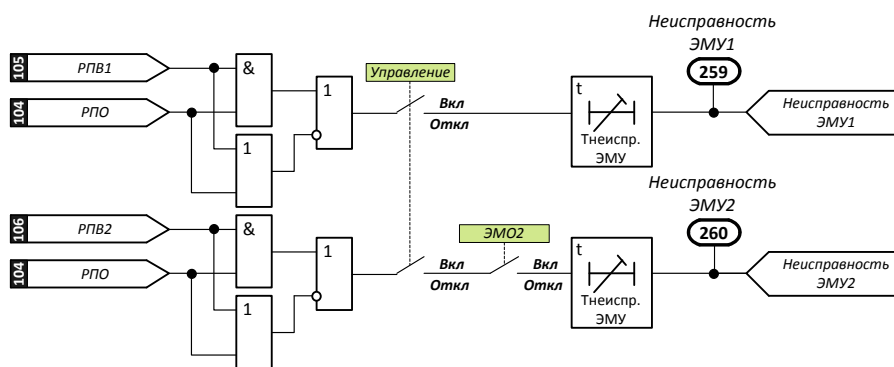 Неисправность
ЭМУ1
259
105
РПВ1
&
1
Управление
Вкл
Откл
t
Тнеиспр.
ЭМУ
Неисправность
ЭМУ1
104
РПО
1
Неисправность
ЭМУ2
260
106
РПВ2
&
1
ЭМО2
Вкл
Откл
Вкл
Откл
t
Тнеиспр.
ЭМУ
Неисправность
ЭМУ2
104
РПО
1